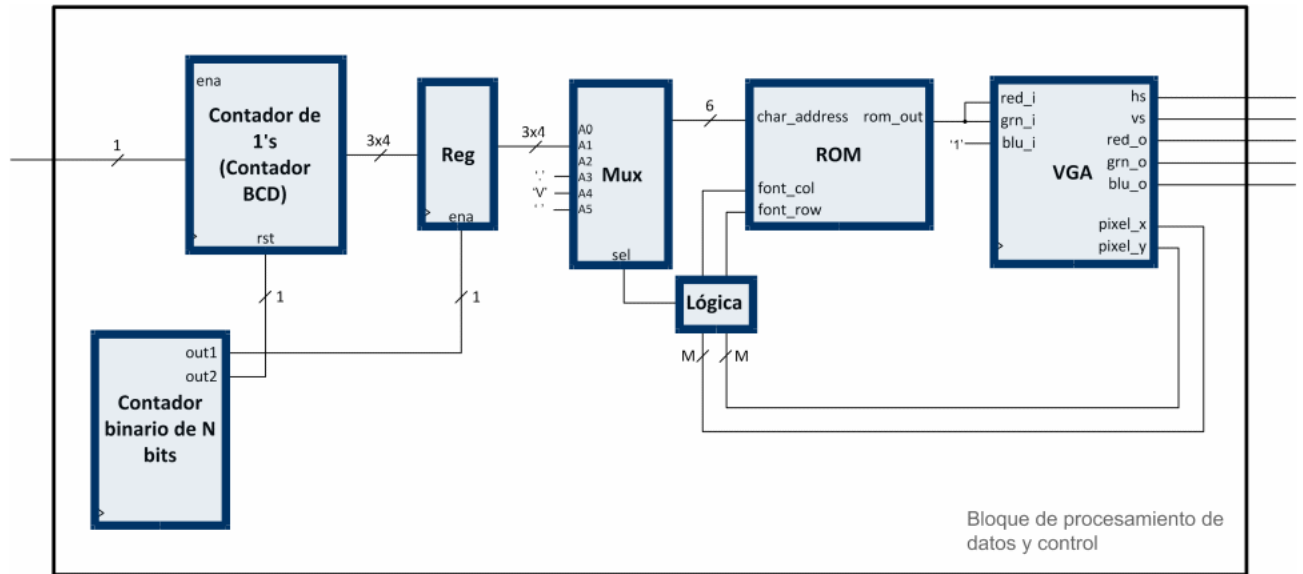 ena
Contador de
1's
(Contador
BCD)
rst
1
3x4
Reg
ena
3x4
A0
A1
A2
A3
A4
A5
'.'
'V'
' '
Mux
sel
6
char_address rom_out
ROM
font_col
font_row
red_i
grn_i
blu_i
'1'
VGA
hs
vs
red_o
grn_o
blu_o
pixel_x
pixel_y
Lógica
M
M
1
1
out1
out2
Contador
binario de N
bits
Bloque de procesamiento de
datos y control